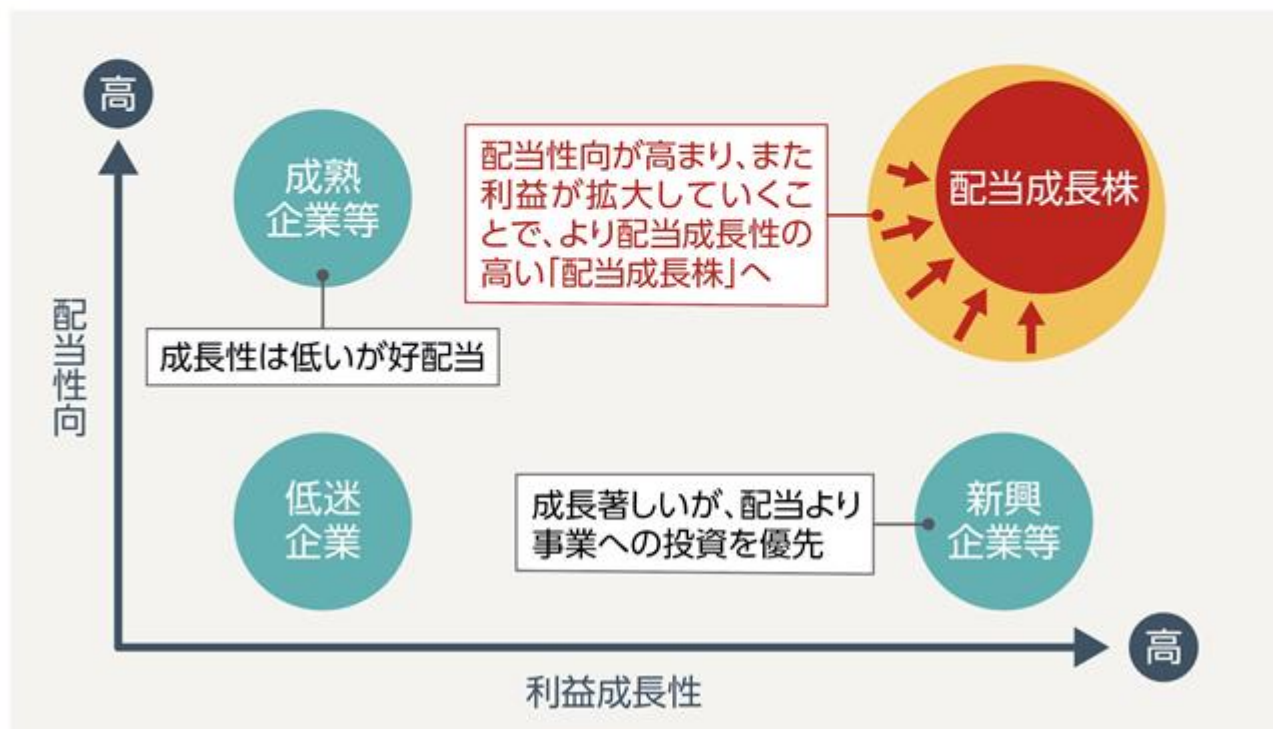 高
成熟
企業等
成長性は低いが好配当
配当性向が高まり、また
利益が拡大していくこ
とで、より配当成長性の
高い「配当成長株」へ
配当成長株
配当性向
低迷
企業
成長著しいが、配当より
事業への投資を優先
新興
企業等
高
利益成長性